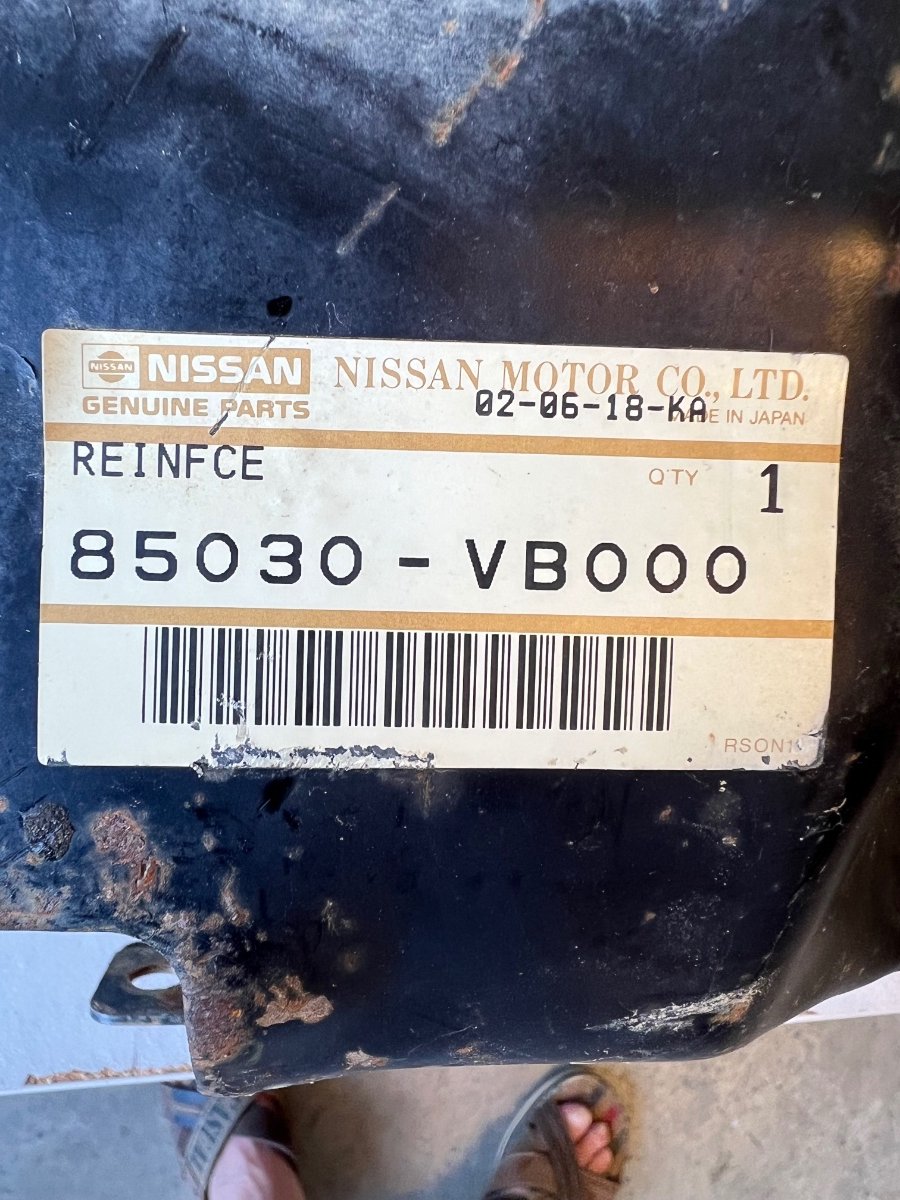 NISSAN
NISSAN
GENUINE PARTS
NISSAN MOTOR CO., LTD.
02-06-18-KA
MADE IN JAPAN
REINFCE
Q'TY 1
85030-VB000